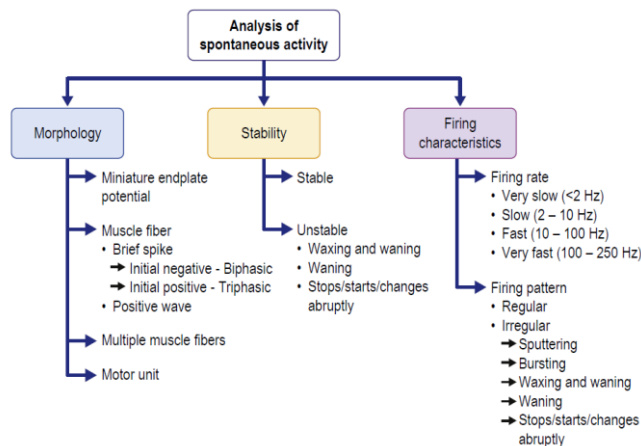 Analysis of
spontaneous activity
Morphology
Miniature endplate
potential
Muscle fiber
• Brief spike
➔ Initial negative - Biphasic
➔ Initial positive - Triphasic
• Positive wave
Multiple muscle fibers
Motor unit
Stability
Stable
Unstable
• Waxing and waning
• Waning
• Stops/starts/changes
abruptly
Firing
characteristics
Firing rate
• Very slow (<2 Hz)
• Slow (2 – 10 Hz)
• Fast (10 – 100 Hz)
• Very fast (100 – 250 Hz)
Firing pattern
• Regular
• Irregular
➔ Sputtering
➔ Bursting
➔ Waxing and waning
➔ Waning
➔ Stops/starts/changes
abruptly